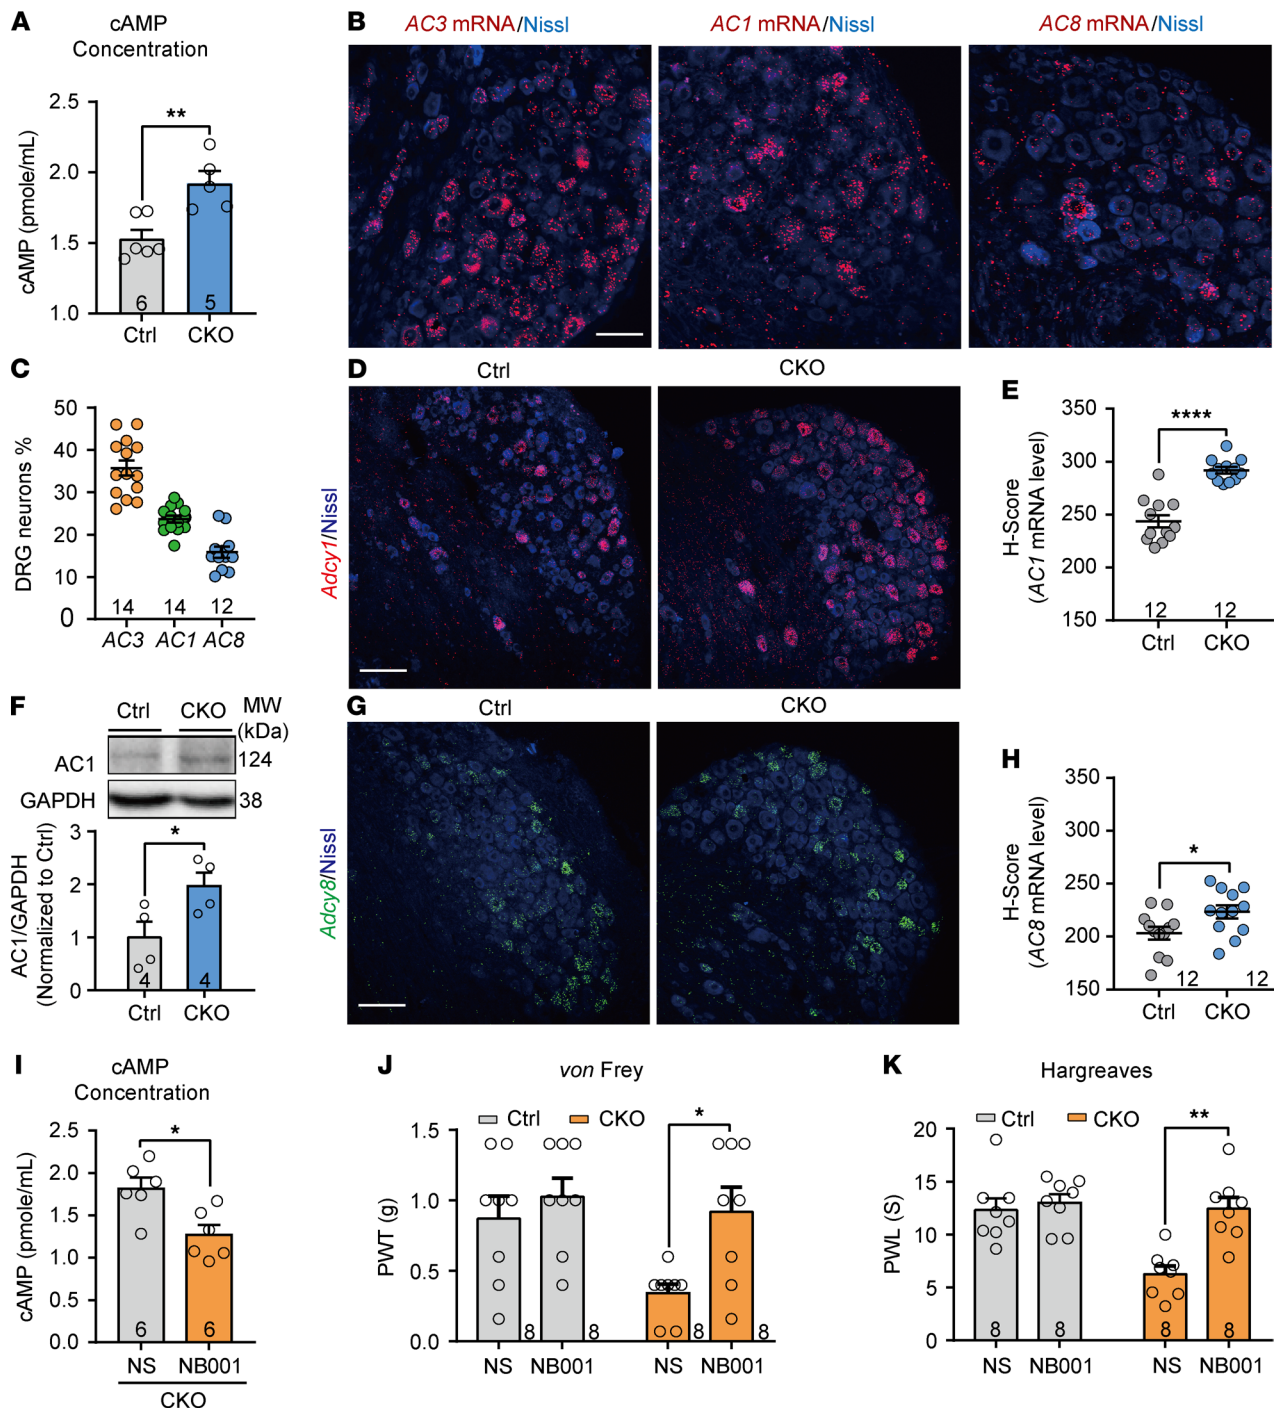 A
cAMP
Concentration
cAMP (pmole/mL)
2.5
2.0
1.5
1.0
**
6
5
Ctrl
CKO
B
AC3 mRNA/Nissl
AC1 mRNA/Nissl
AC8 mRNA/Nissl
C
DRG neurons %
50
40
30
20
10
0
14
14
12
AC3
AC1
AC8
D
Ctrl
CKO
Adcy1/Nissl
E
H-Score
(AC1 mRNA level)
350
300
250
200
150
****
12
12
Ctrl
CKO
F
Ctrl
CKO
MW
(kDa)
AC1
124
GAPDH
38
AC1/GAPDH
(Normalized to Ctrl)
3
2
1
0
*
4
4
Ctrl
CKO
G
Ctrl
CKO
Adcy8/Nissl
H
H-Score
(AC8 mRNA level)
350
300
250
200
150
*
12
12
Ctrl
CKO
I
cAMP
Concentration
cAMP (pmole/mL)
2.5
2.0
1.5
1.0
0.5
0.0
*
6
6
NS
NB001
CKO
J
von Frey
Ctrl
CKO
PWT (g)
1.5
1.0
0.5
0.0
*
8
8
8
8
NS
NB001
NS
NB001
K
Hargreaves
Ctrl
CKO
PWL (S)
20
15
10
5
0
**
8
8
8
8
NS
NB001
NS
NB001